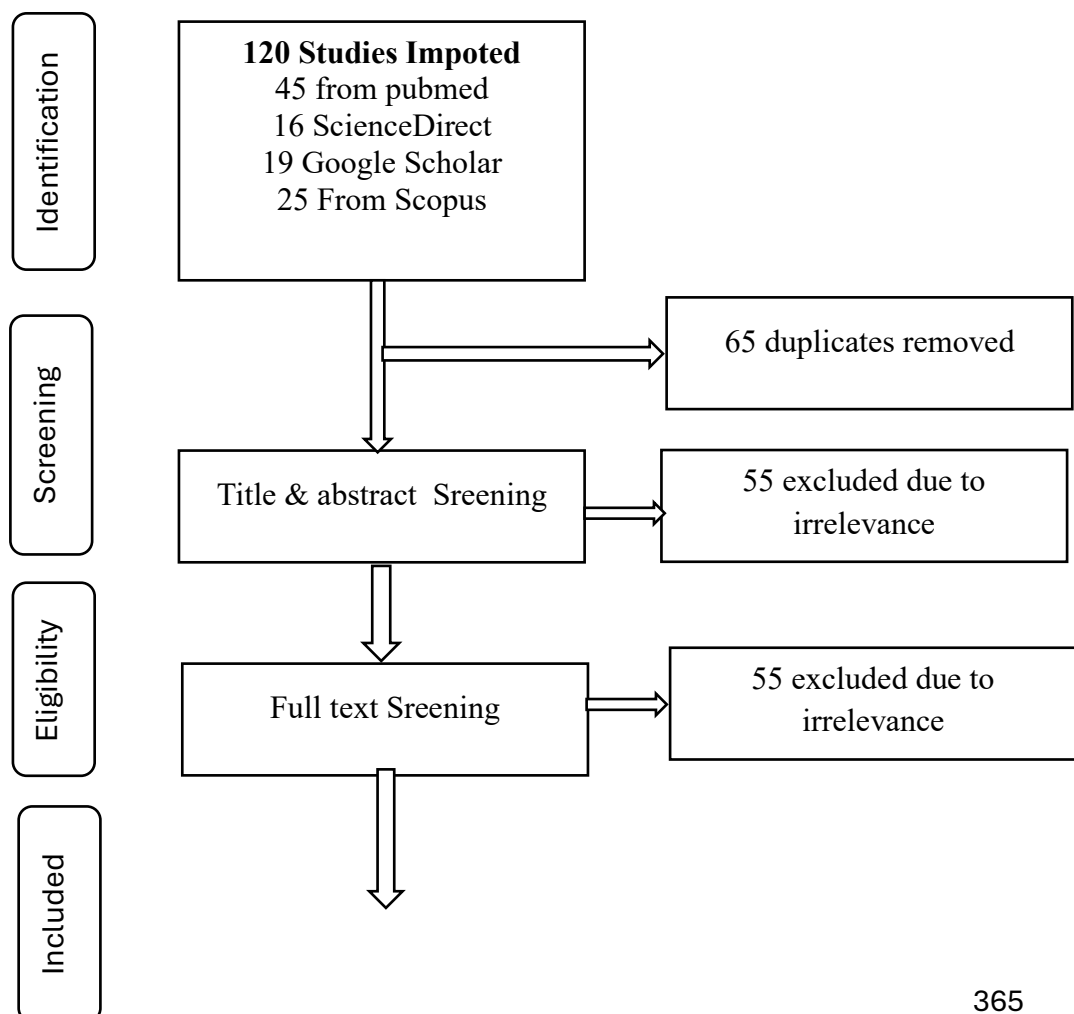 Identification
120 Studies Impoted
45 from pubmed
16 ScienceDirect
19 Google Scholar
25 From Scopus
65 duplicates removed
Screening
Title & abstract Sreening
55 excluded due to
irrelevance
Eligibility
Full text Sreening
55 excluded due to
irrelevance
Included
365